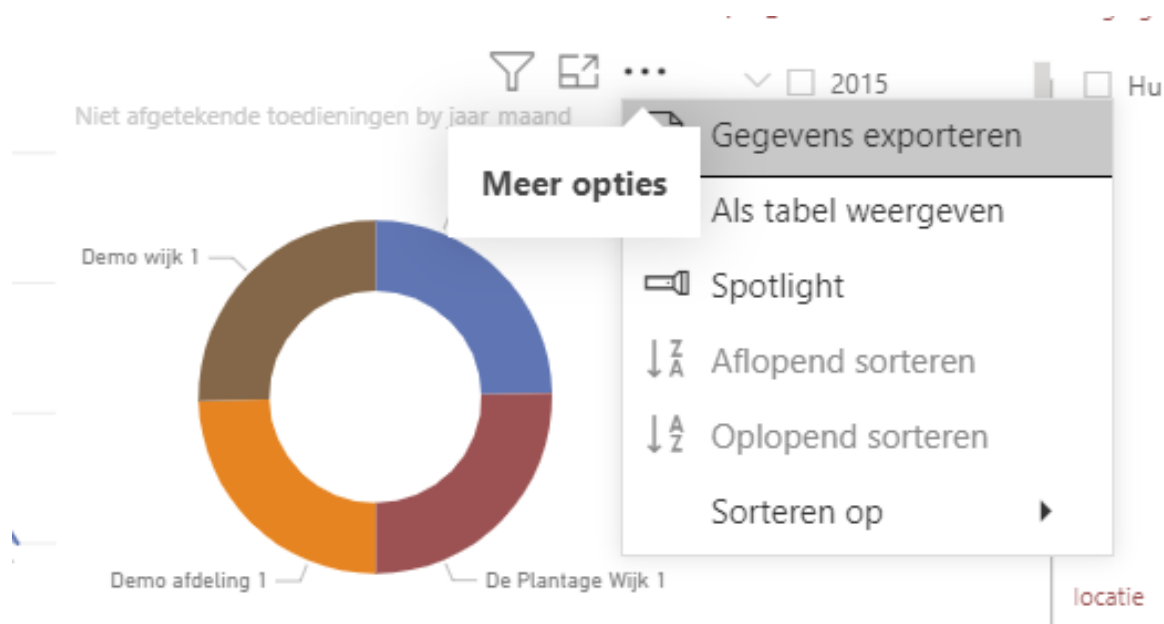 2015
Hu
Niet afgetekende toedieningen by jaar maand
Gegevens exporteren
Meer opties
Als tabel weergeven
Demo wijk 1
Spotlight
Aflopend sorteren
Oplopend sorteren
Sorteren op
Demo afdeling 1
De Plantage Wijk 1
locatie